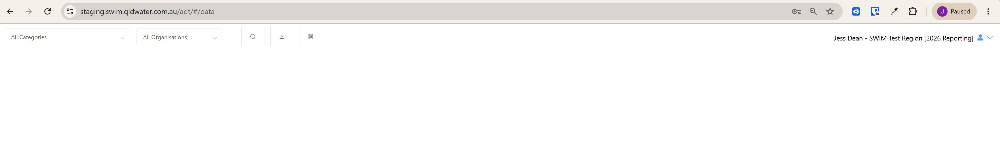 staging.swim.qldwater.com.au/adt/#/data
J Paused
All Categories
All Organisations
Jess Dean - SWIM Test Region [2026 Reporting]